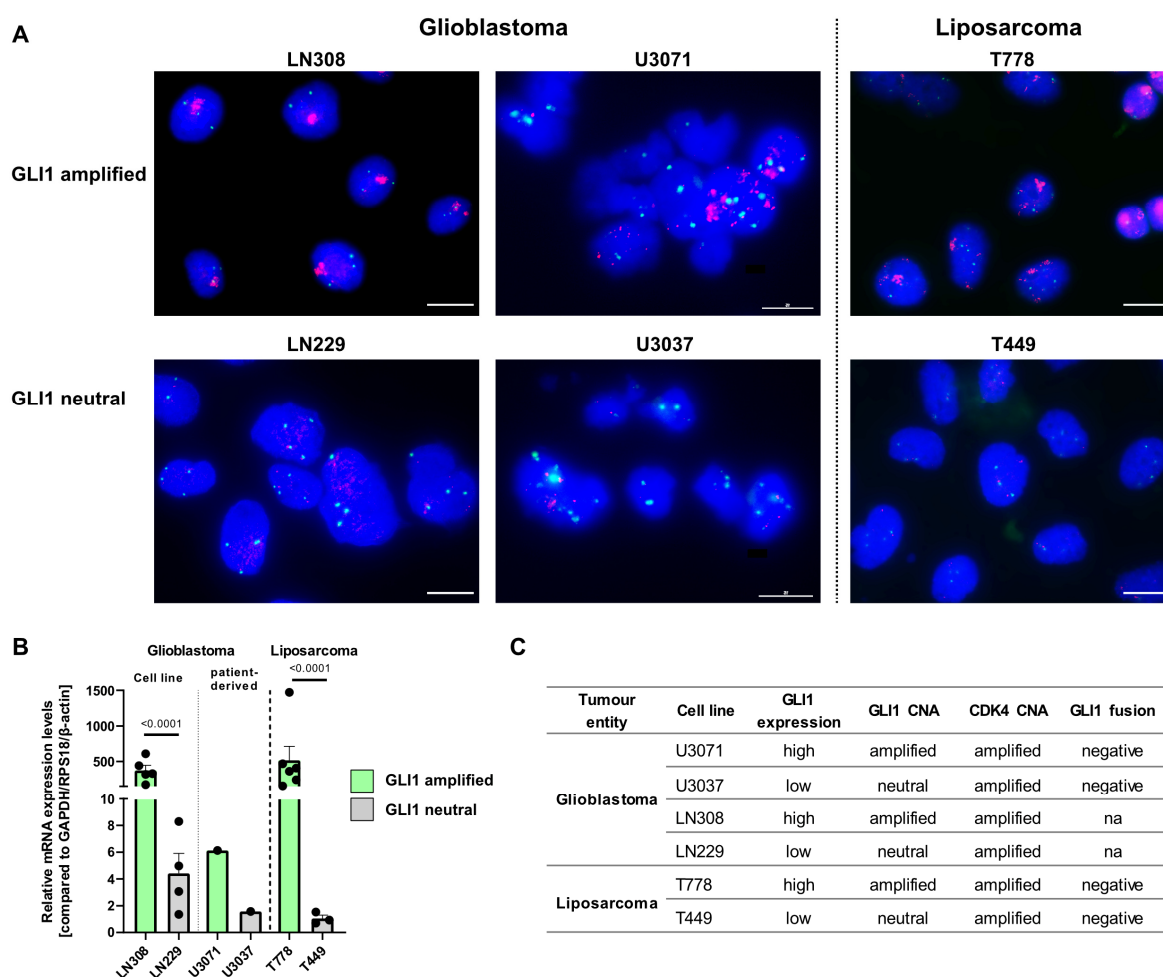 A
Glioblastoma
Liposarcoma
LN308
U3071
T778
GLI1 amplified
LN229
U3037
T449
GLI1 neutral
B
Glioblastoma
Liposarcoma
Cell line
patient-
derived
<0.0001
<0.0001
Relative mRNA expression levels
[compared to GAPDH/RPS18/β-actin]
1500
1000
500
10
8
6
4
2
0
LN308
LN229
U3071
U3037
T778
T449
GLI1 amplified
GLI1 neutral
C
Tumour entity Cell line GLI1 expression GLI1 CNA CDK4 CNA GLI1 fusion
Glioblastoma
U3071 high amplified amplified negative
U3037 low neutral amplified negative
LN308 high amplified amplified na
LN229 low neutral amplified na
Liposarcoma
T778 high amplified amplified negative
T449 low neutral amplified negative